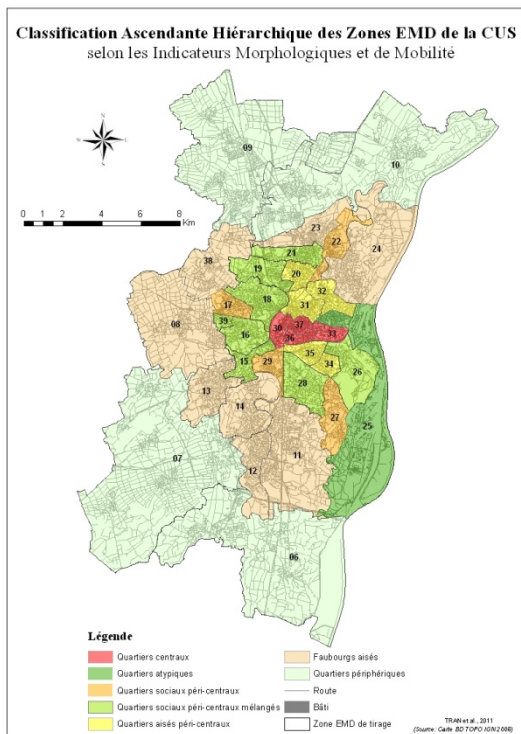 Classification Ascendante Hiérarchique des Zones EMD de la CUS
selon les Indicateurs Morphologiques et de Mobilité
09
10
N
W E
S
0 1 2 4 6 8
Km
23
22
24
21
38
19
20
32
18
31
17
08
39
30
37
33
16
36
35
15
29
34
26
28
13
14
27
25
07
11
12
06
Légende
Quartiers centraux
Quartiers atypiques
Quartiers sociaux péri-centraux
Quartiers sociaux péri-centraux mélangés
Quartiers aisés péri-centraux
Faubourgs aisés
Quartiers périphériques
Route
Bâti
Zone EMD de tirage
TRAN et al., 2011
(Source: Carte BD TOPO IGN 2006)